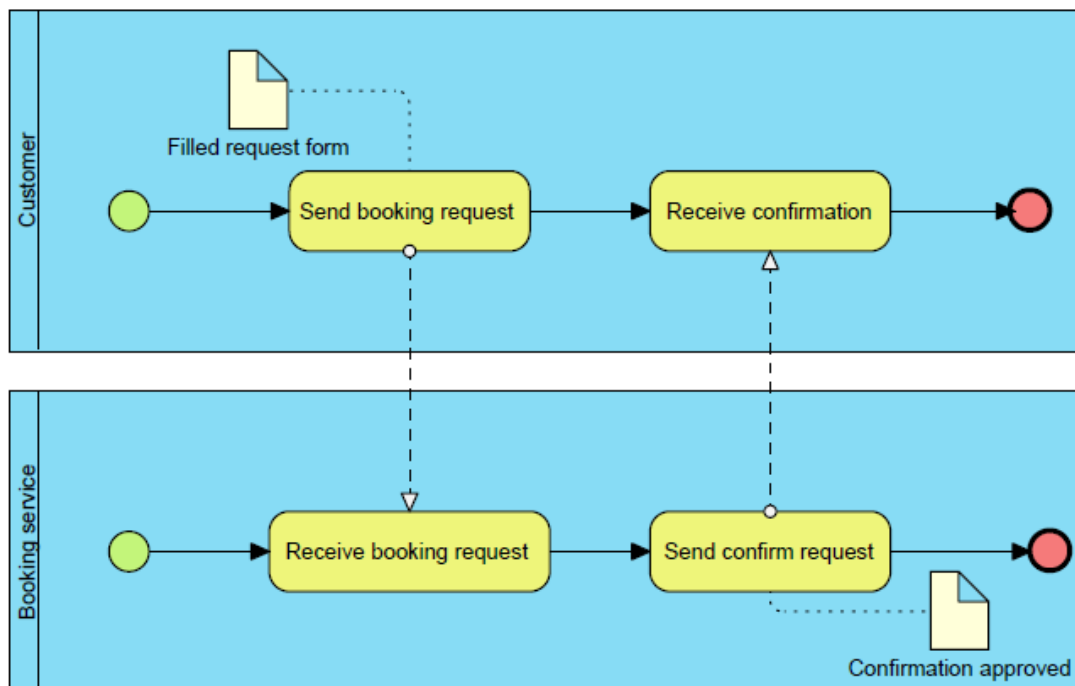 Customer
Filled request form
Send booking request
Receive confirmation
Booking service
Receive booking request
Send confirm request
Confirmation approved